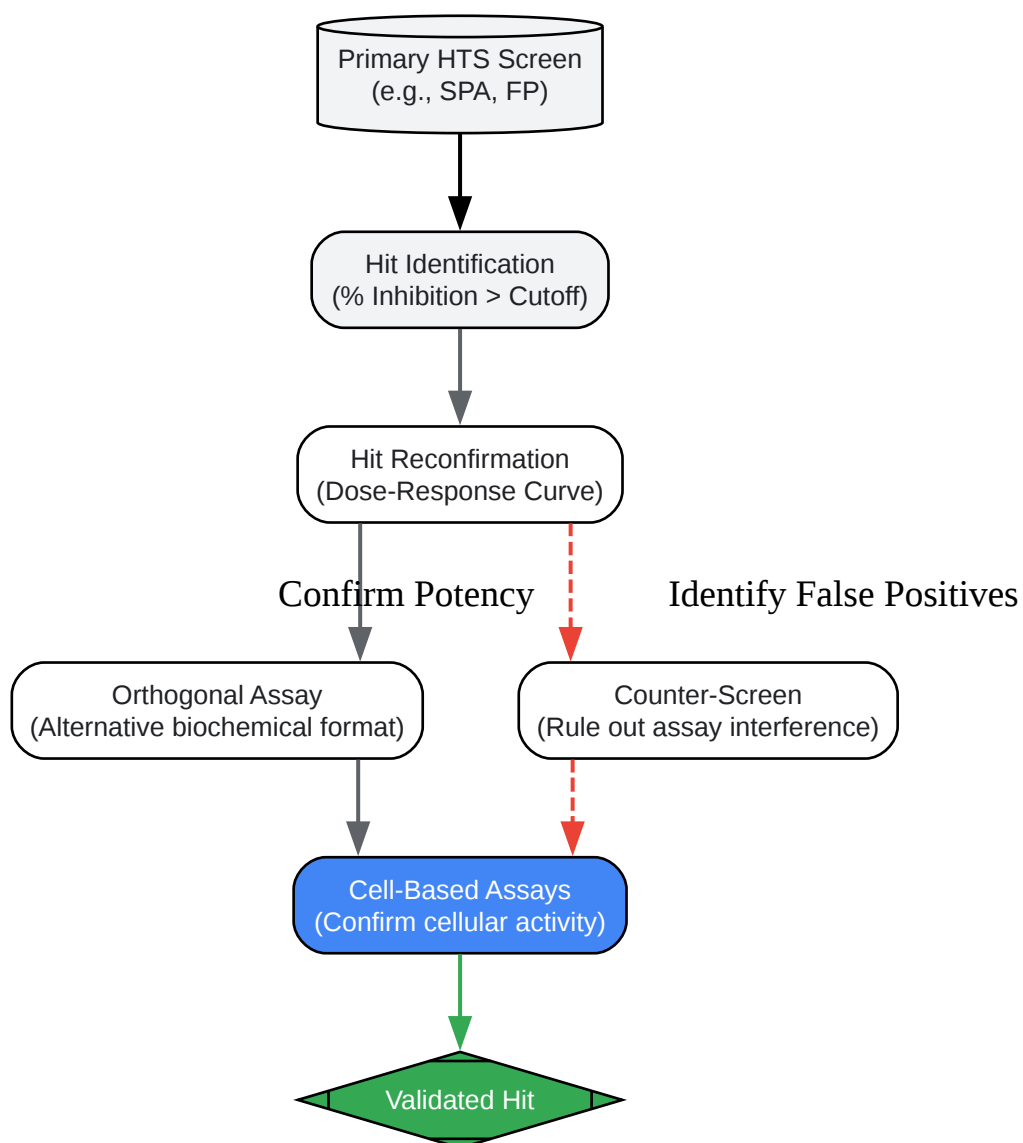 Primary HTS Screen
(e.g., SPA, FP)
Hit Identification
(% Inhibition > Cutoff)
Hit Reconfirmation
(Dose-Response Curve)
Confirm Potency
Identify False Positives
Orthogonal Assay
(Alternative biochemical format)
Counter-Screen
(Rule out assay interference)
Cell-Based Assays
(Confirm cellular activity)
Validated Hit